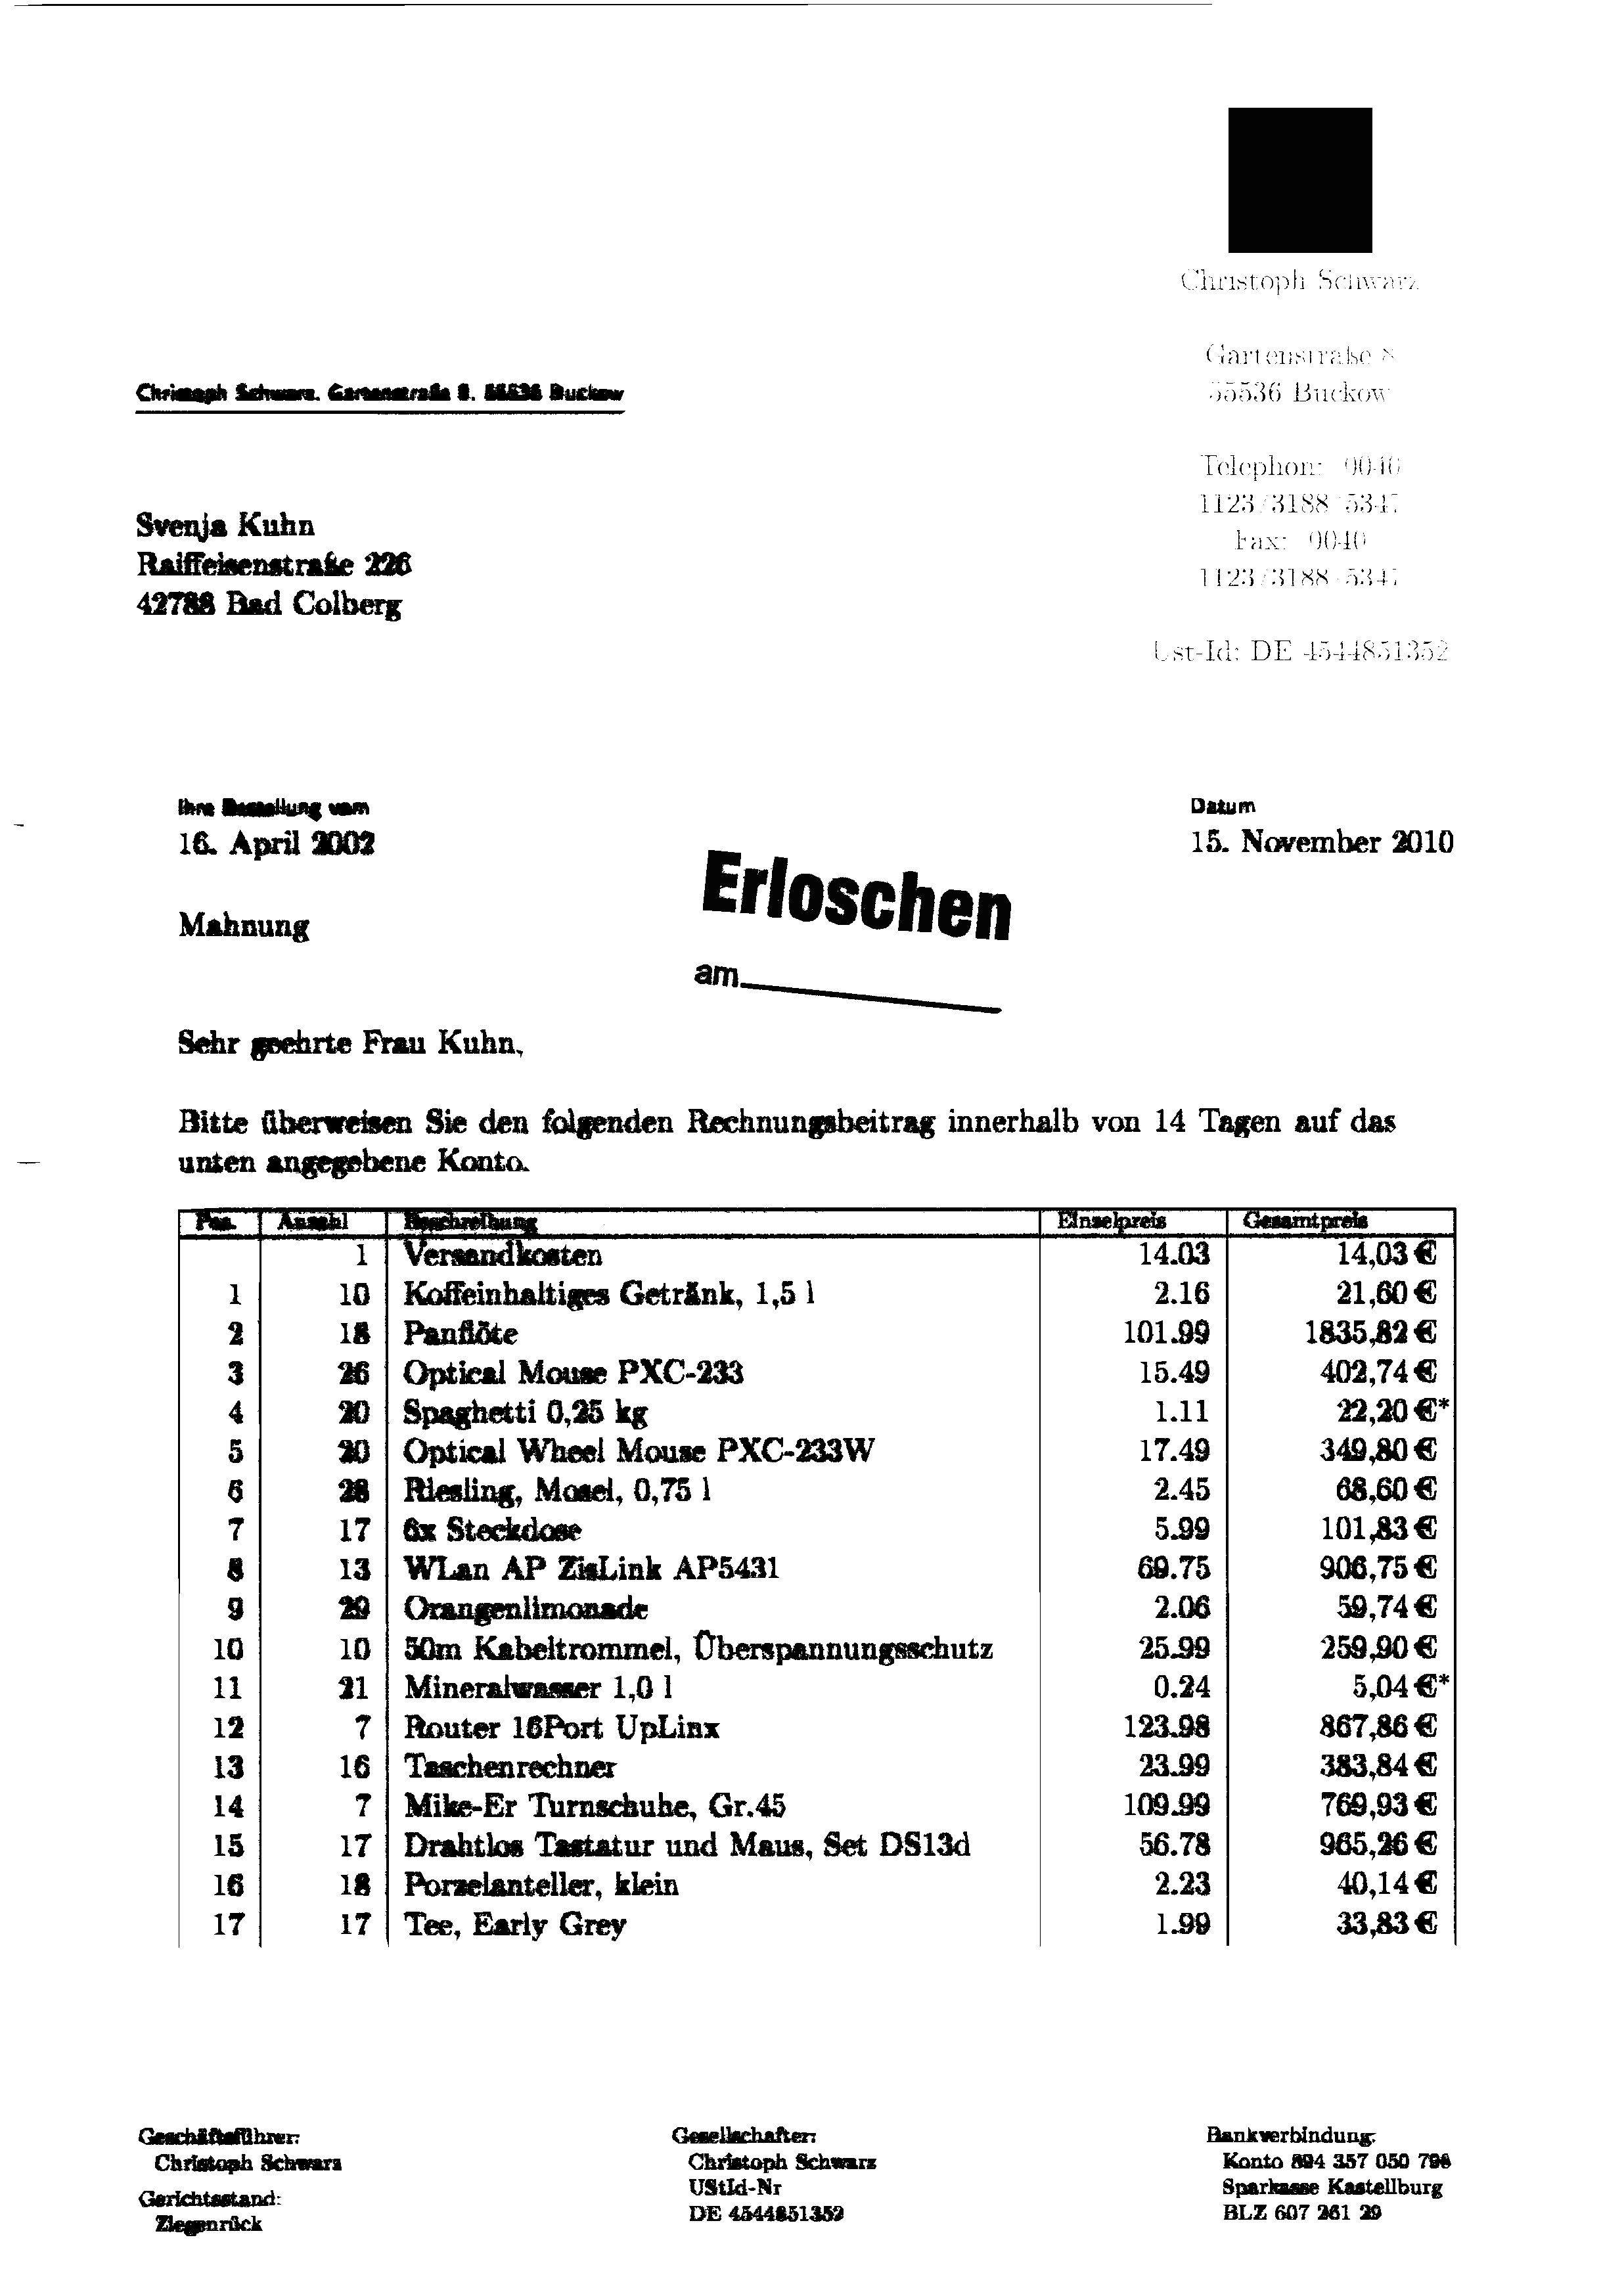 Christoph Schwarz
Gartenstraße 8
55536 Buckow
Christoph Schwarz, Gartenstraße 8, 55536 Buckow
Telephon: 0040
1123/3188 5347
Fax: 0040
1123/3188 5347
Svenja Kuhn
Raiffeisenstraße 226
42788 Bad Colberg
Ust-Id: DE 4544851352
Ihre Bestellung vom
16. April 2002
Datum
15. November 2010
Erloschen
am
Mahnung
Sehr geehrte Frau Kuhn,
Bitte überweisen Sie den folgenden Rechnungsbeitrag innerhalb von 14 Tagen auf das
unten angegebene Konto.
Pos. Anzahl Beschreibung Einzelpreis Gesamtpreis
1 Versandkosten 14.03 14,03 €
1 10 Koffeinhaltiges Getränk, 1,5 l 2.16 21,60 €
2 18 Panflöte 101.99 1835,82 €
3 26 Optical Mouse PXC-233 15.49 402,74 €
4 20 Spaghetti 0,25 kg 1.11 22,20 €*
5 20 Optical Wheel Mouse PXC-233W 17.49 349,80 €
6 28 Riesling, Mosel, 0,75 l 2.45 68,60 €
7 17 6x Steckdose 5.99 101,83 €
8 13 WLan AP ZisLink AP5431 69.75 906,75 €
9 29 Orangenlimonade 2.06 59,74 €
10 10 50m Kabeltrommel, Überspannungsschutz 25.99 259,90 €
11 21 Mineralwasser 1,0 l 0.24 5,04 €*
12 7 Router 16Port UpLinx 123.98 867,86 €
13 16 Taschenrechner 23.99 383,84 €
14 7 Mike-Er Turnschuhe, Gr.45 109.99 769,93 €
15 17 Drahtlos Tastatur und Maus, Set DS13d 56.78 965,26 €
16 18 Porzelanteller, klein 2.23 40,14 €
17 17 Tee, Early Grey 1.99 33,83 €
Geschäftsführer:
Christoph Schwarz
Gerichtsstand:
Ziegenrück
Gesellschafter:
Christoph Schwarz
UStId-Nr
DE 4544851352
Bankverbindung:
Konto 894 357 050 798
Sparkasse Kastellburg
BLZ 607 261 29